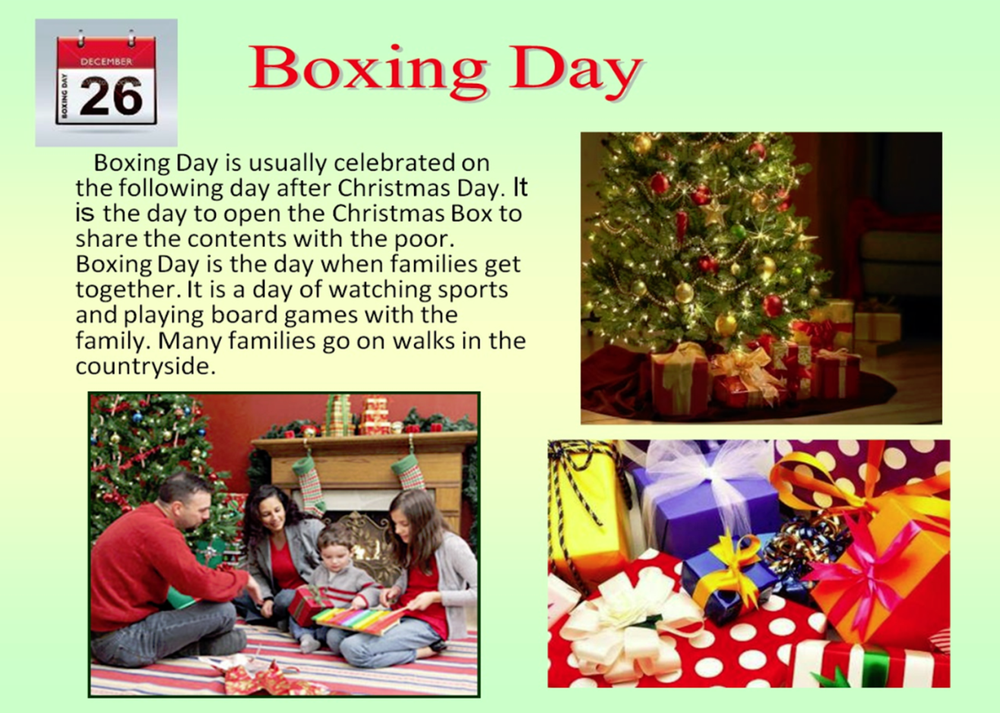 DECEMBER
BOXING DAY
26
Boxing Day
Boxing Day is usually celebrated on
the following day after Christmas Day. It
is the day to open the Christmas Box to
share the contents with the poor.
Boxing Day is the day when families get
together. It is a day of watching sports
and playing board games with the
family. Many families go on walks in the
countryside.